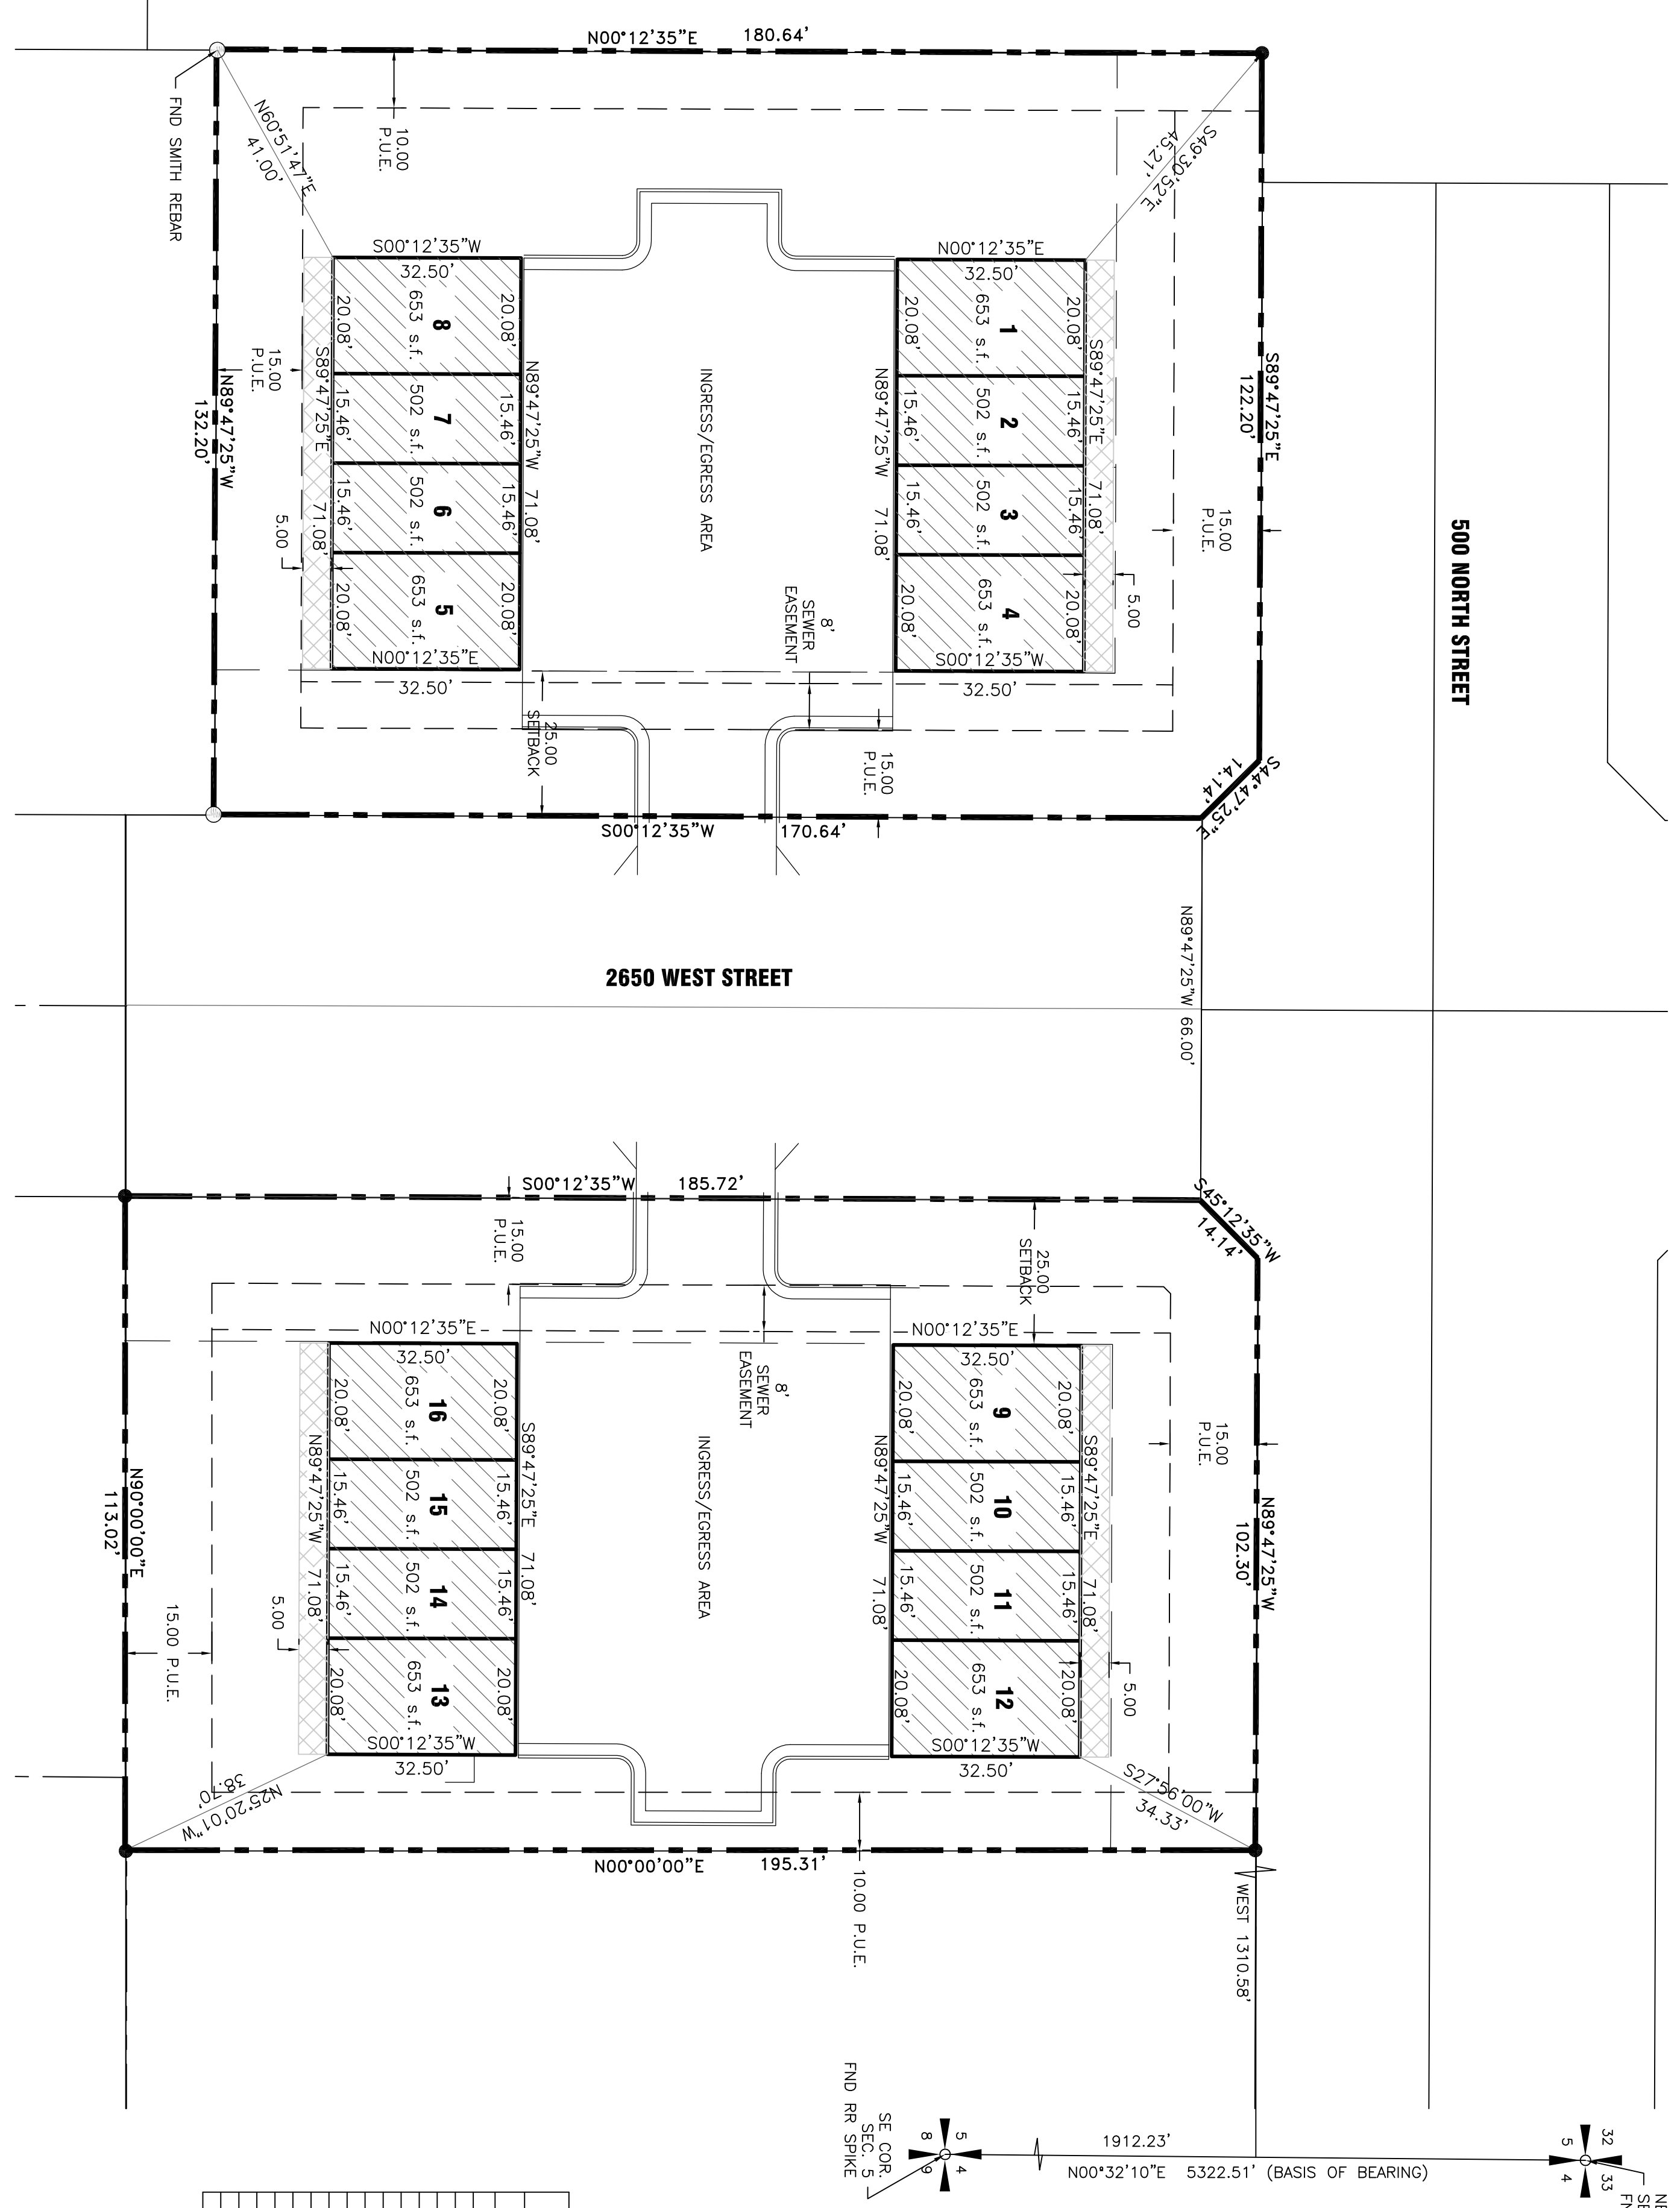 N00°12'35"E 180.64'
FND SMITH REBAR
N60°51'47"E
41.00'
10.00
P.U.E.
S49°30'52"E
45.21'
S89°47'25"E
122.20'
500 NORTH STREET
S00°12'35"W
32.50'
20.08'
8
653 s.f.
20.08'
15.46'
7
502 s.f.
15.46'
15.46'
6
502 s.f.
15.46'
20.08'
5
653 s.f.
20.08'
N00°12'35"E
32.50'
S89°47'25"E 71.08'
N89°47'25"W 71.08'
15.00
P.U.E.
5.00
N89°47'25"W
132.20'
INGRESS/EGRESS AREA
N00°12'35"E
32.50'
20.08'
1
653 s.f.
20.08'
15.46'
2
502 s.f.
15.46'
15.46'
3
502 s.f.
15.46'
20.08'
4
653 s.f.
20.08'
S00°12'35"W
32.50'
N89°47'25"W 71.08'
S89°47'25"E 71.08'
15.00
P.U.E.
5.00
8'
SEWER
EASEMENT
25.00
SETBACK
15.00
P.U.E.
S44°47'25"E
14.14'
S00°12'35"W 170.64'
N89°47'25"W 66.00'
2650 WEST STREET
S00°12'35"W 185.72'
S45°12'35"W
14.14'
15.00
P.U.E.
25.00
SETBACK
8'
SEWER
EASEMENT
15.00
P.U.E.
N00°12'35"E
32.50'
20.08'
16
653 s.f.
20.08'
15.46'
15
502 s.f.
15.46'
15.46'
14
502 s.f.
15.46'
20.08'
13
653 s.f.
20.08'
S00°12'35"W
32.50'
N89°47'25"W 71.08'
S89°47'25"E 71.08'
5.00
15.00 P.U.E.
N90°00'00"E
113.02'
INGRESS/EGRESS AREA
N00°12'35"E
32.50'
20.08'
9
653 s.f.
20.08'
15.46'
10
502 s.f.
15.46'
15.46'
11
502 s.f.
15.46'
20.08'
12
653 s.f.
20.08'
S00°12'35"W
32.50'
N89°47'25"W 71.08'
S89°47'25"E 71.08'
5.00
N89°47'25"W
102.30'
N25°20'01"W
38.70'
S27°56'00"W
34.33'
N00°00'00"E 195.31'
10.00 P.U.E.
WEST 1310.58'
FND RR SPIKE
SEC. 5
SE COR.
5
4
8
9
1912.23'
N00°32'10"E 5322.51' (BASIS OF BEARING)
32
33
5
4